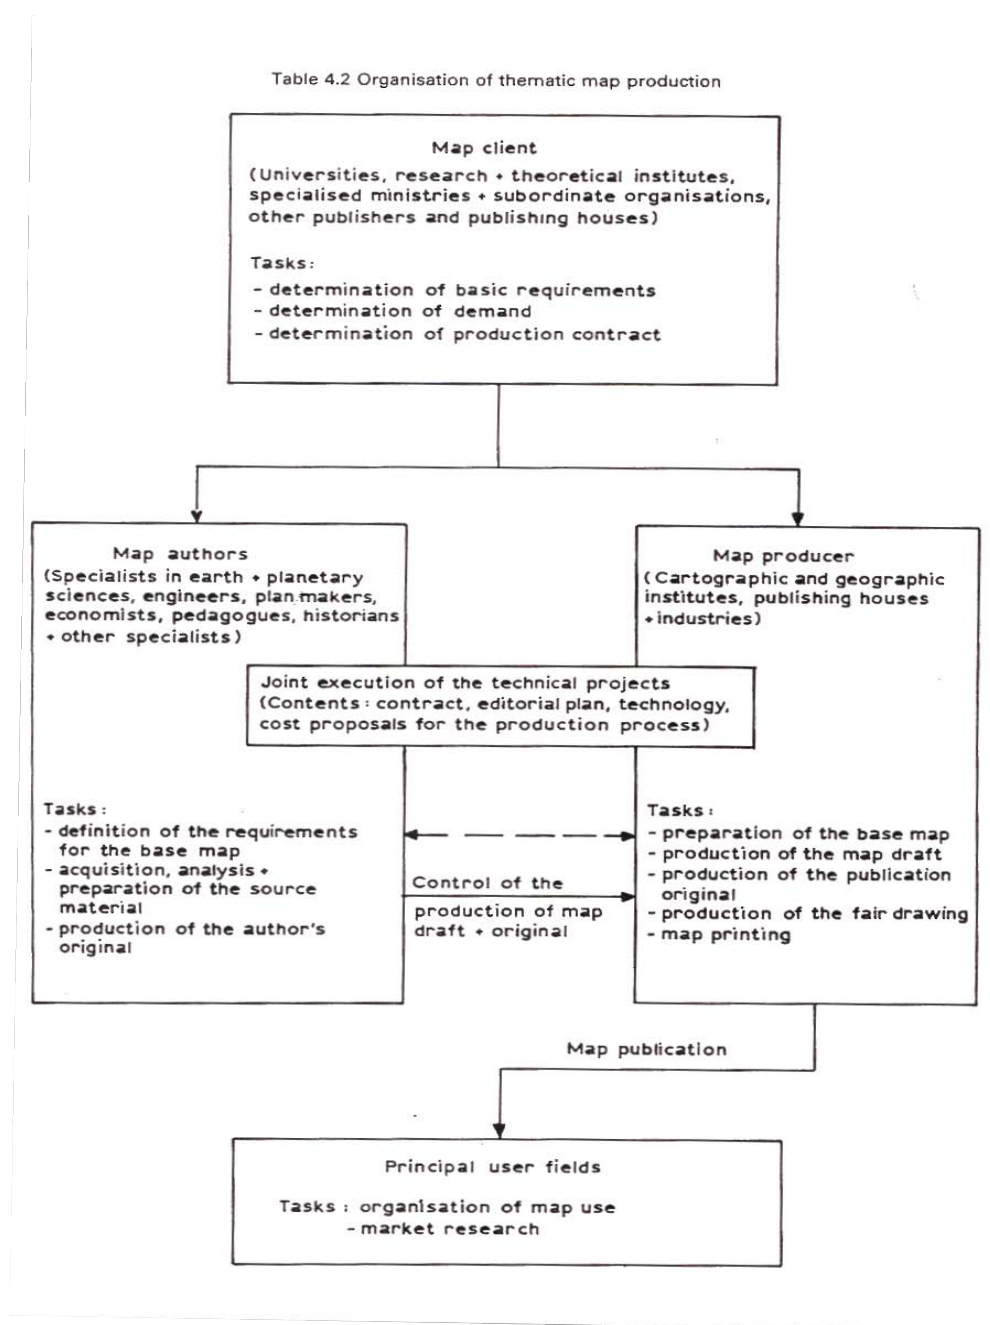 Table 4.2 Organisation of thematic map production
Map client
(Universities, research + theoretical institutes,
specialised ministries + subordinate organisations,
other publishers and publishing houses)
Tasks:
- determination of basic requirements
- determination of demand
- determination of production contract
Map authors
(Specialists in earth + planetary
sciences, engineers, plan makers,
economists, pedagogues, historians
+ other specialists)
Map producer
(Cartographic and geographic
institutes, publishing houses
+ industries)
Joint execution of the technical projects
(Contents: contract, editorial plan, technology,
cost proposals for the production process)
Tasks:
- definition of the requirements
for the base map
- acquisition, analysis +
preparation of the source
material
- production of the author's
original
Control of the
production of map
draft + original
Tasks:
- preparation of the base map
- production of the map draft
- production of the publication
original
- production of the fair drawing
- map printing
Map publication
Principal user fields
Tasks: organisation of map use
- market research